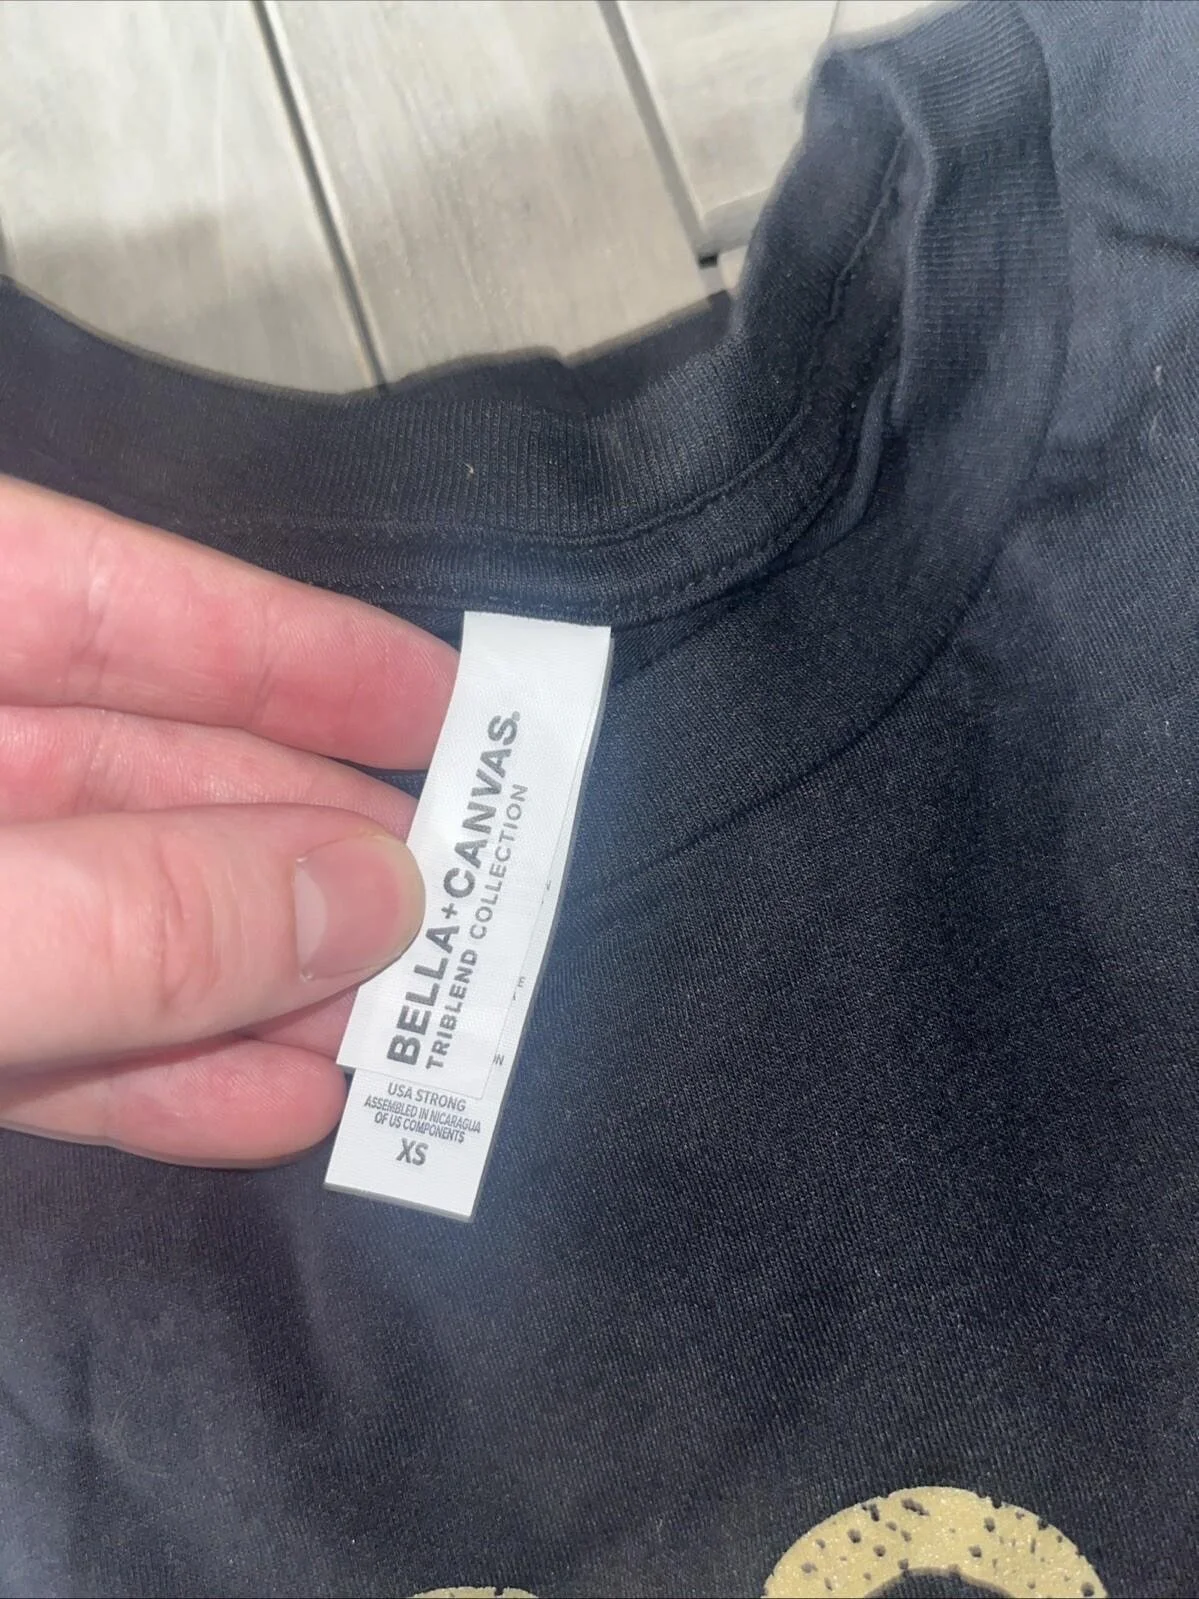 BELLA+CANVAS.
TRIBLEND COLLECTION
USA STRONG
ASSEMBLED IN NICARAGUA
OF US COMPONENTS
XS